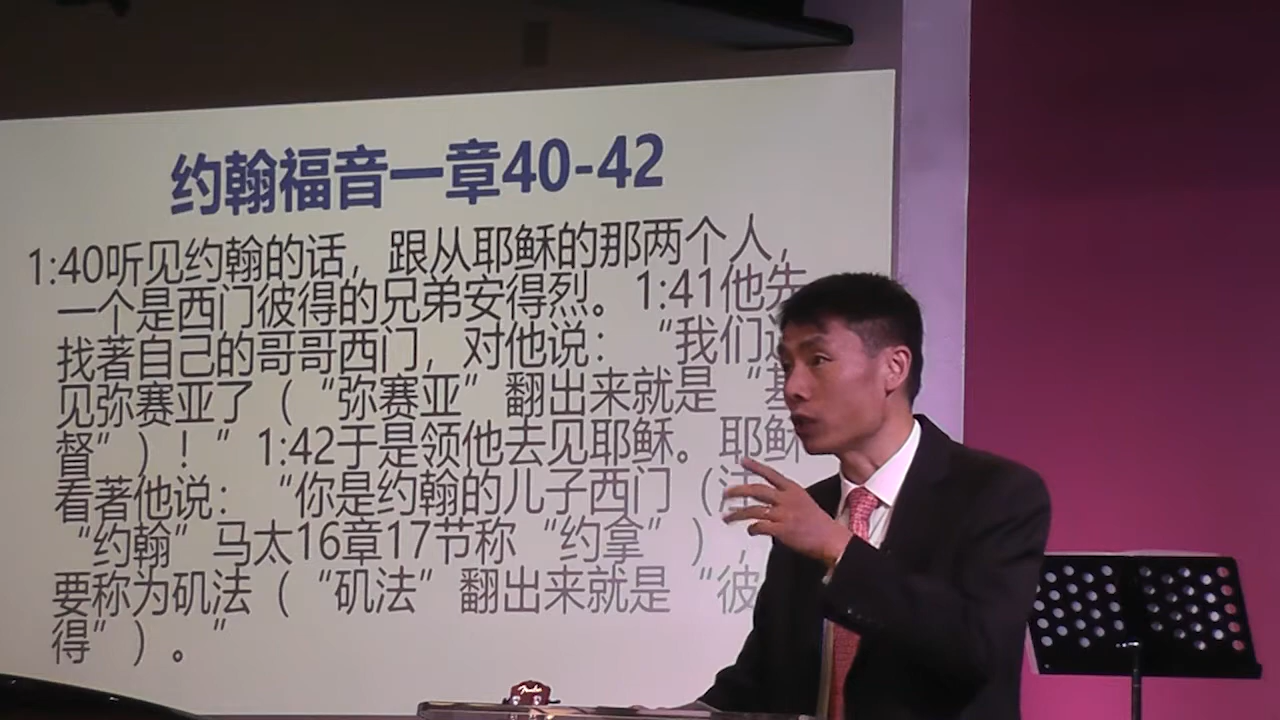 约翰福音一章40-42
1:40听见约翰的话，跟从耶稣的那两个人，
一个是西门彼得的兄弟安得烈。1:41他先
找著自己的哥哥西门，对他说：“我们
见弥赛亚了（“弥赛亚”翻出来就是“基
督”）！”1:42于是领他去见耶稣。耶稣
看著他说：“你是约翰的儿子西门（注
“约翰”马太16章17节称“约拿”），
要称为矶法（“矶法”翻出来就是“彼
得”）。”
Fender